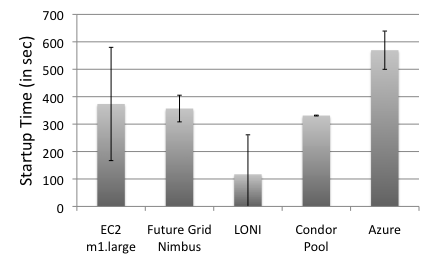 Startup Time (in sec)
700
600
500
400
300
200
100
0
EC2
m1.large
Future Grid
Nimbus
LONI
Condor
Pool
Azure